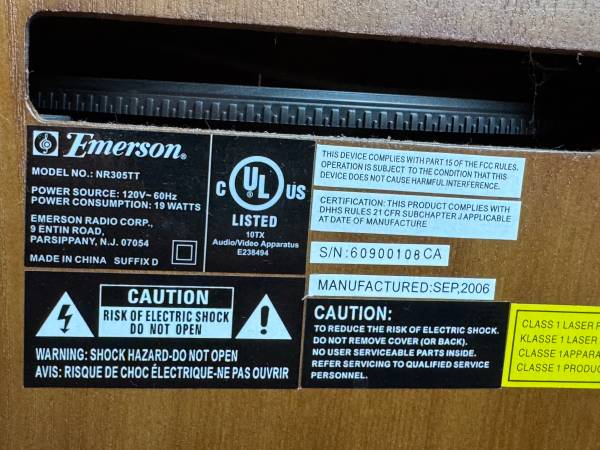 Emerson®
MODEL NO.: NR305TT
POWER SOURCE: 120V~ 60Hz
POWER CONSUMPTION: 19 WATTS
EMERSON RADIO CORP.,
9 ENTIN ROAD,
PARSIPPANY, N.J. 07054
MADE IN CHINA SUFFIX D
C UL US
LISTED
10TX
Audio/Video Apparatus
E238494
THIS DEVICE COMPLIES WITH PART 15 OF THE FCC RULES.
OPERATION IS SUBJECT TO THE CONDITION THAT THIS
DEVICE DOES NOT CAUSE HARMFUL INTERFERENCE.
CERTIFICATION: THIS PRODUCT COMPLIES WITH
DHHS RULES 21 CFR SUBCHAPTER J APPLICABLE
AT DATE OF MANUFACTURE
S/N:60900108 CA
MANUFACTURED:SEP,2006
CAUTION
RISK OF ELECTRIC SHOCK
DO NOT OPEN
WARNING: SHOCK HAZARD-DO NOT OPEN
AVIS: RISQUE DE CHOC ÉLECTRIQUE-NE PAS OUVRIR
CAUTION:
TO REDUCE THE RISK OF ELECTRIC SHOCK.
DO NOT REMOVE COVER (OR BACK).
NO USER SERVICEABLE PARTS INSIDE.
REFER SERVICING TO QUALIFIED SERVICE
PERSONNEL.
CLASS 1 LASER P
KLASSE 1 LASER
CLASSE 1 APPARA
CLASSE 1 PRODUC